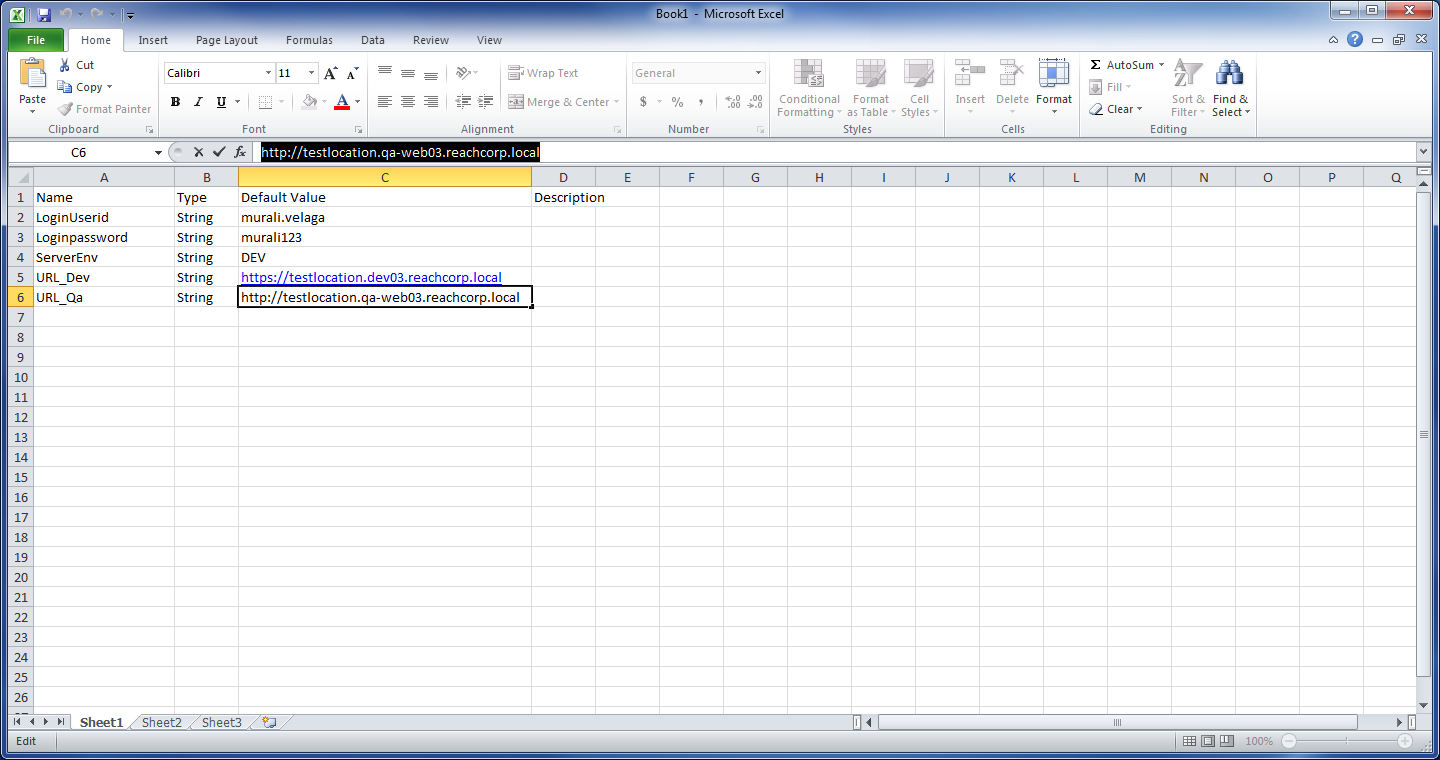 Book1 - Microsoft Excel
File Home Insert Page Layout Formulas Data Review View
Paste
Cut
Copy
Format Painter
Clipboard
Calibri 11
B I U A
Font
Wrap Text
Merge & Center
Alignment
General
$ % ,
Number
Conditional Formatting
Format as Table
Cell Styles
Styles
Insert Delete Format
Cells
Σ AutoSum
Fill
Clear
Sort & Filter
Find & Select
Editing
C6 fx http://testlocation.qa-web03.reachcorp.local
A B C D E F G H I J K L M N O P Q
1 Name Type Default Value Description
2 LoginUserid String murali.velaga
3 Loginpassword String murali123
4 ServerEnv String DEV
5 URL_Dev String https://testlocation.dev03.reachcorp.local
6 URL_Qa String http://testlocation.qa-web03.reachcorp.local
7
8
9
10
11
12
13
14
15
16
17
18
19
20
21
22
23
24
25
26
Sheet1 Sheet2 Sheet3
Edit 100%